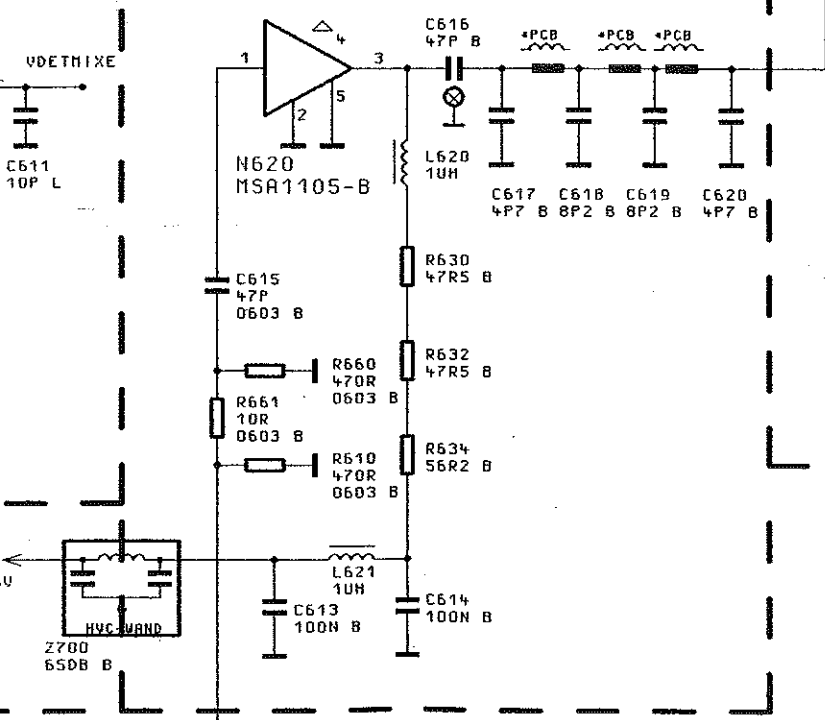 C616
47P B
*PCB
*PCB
*PCB
4
1
3
VDETMIXE
5
2
C611
10P L
N620
MSA1105-B
L620
1UH
C617
4P7 B
C618
8P2 B
C619
8P2 B
C620
4P7 B
C615
47P
0603 B
R630
47R5 B
R660
470R
0603 B
R632
47R5 B
R661
10R
0603 B
R610
470R
0603 B
R634
56R2 B
L621
1UH
C613
100N B
C614
100N B
HVC-WAND
Z700
65DB B